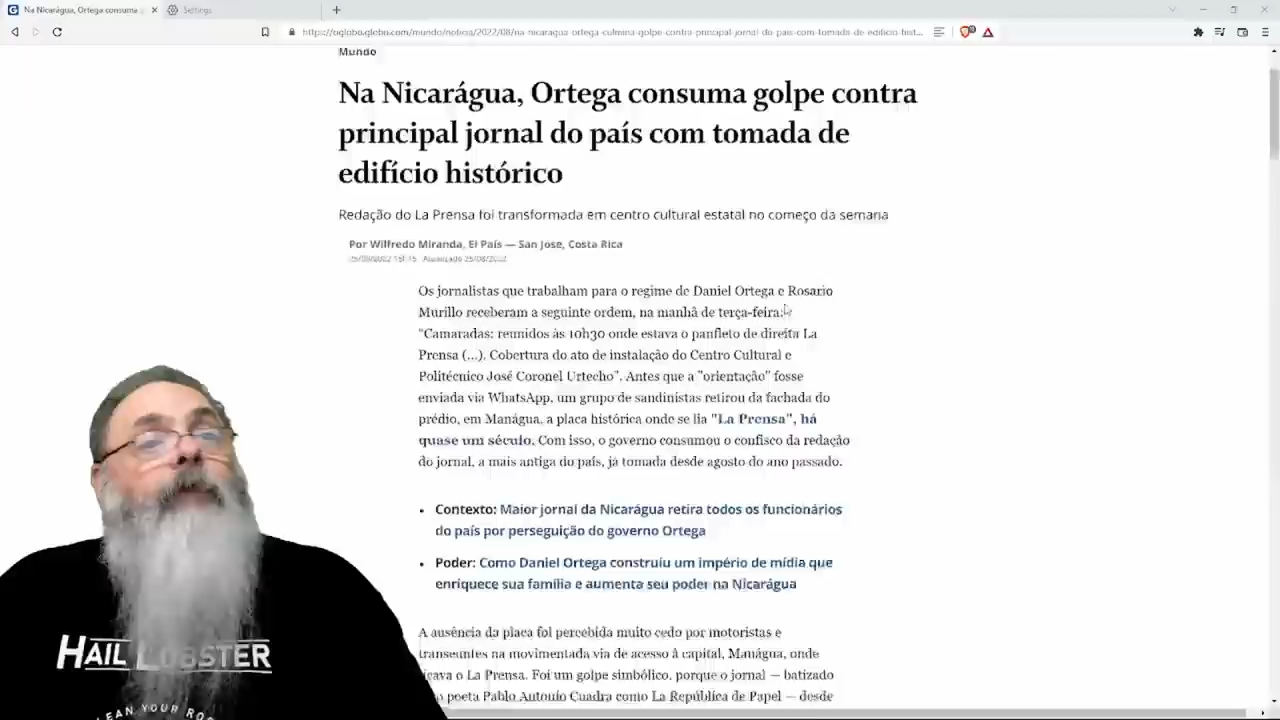 Na Nicarágua, Ortega consuma g
Settings
https://oglobo.globo.com/mundo/noticia/2022/08/na-nicaragua-ortega-culmina-golpe-contra-principal-jornal-do-pais-com-tomada-de-edificio-hist...
Mundo
Na Nicarágua, Ortega consuma golpe contra
principal jornal do país com tomada de
edifício histórico
Redação do La Prensa foi transformada em centro cultural estatal no começo da semana
Por Wilfredo Miranda, El País — San Jose, Costa Rica
25/08/2022 15h15 Atualizado 25/08/2022
Os jornalistas que trabalham para o regime de Daniel Ortega e Rosario
Murillo receberam a seguinte ordem, na manhã de terça-feira:
“Camaradas: reunidos às 10h30 onde estava o panfleto de direita La
Prensa (...). Cobertura do ato de instalação do Centro Cultural e
Politécnico José Coronel Urtecho”. Antes que a "orientação" fosse
enviada via WhatsApp, um grupo de sandinistas retirou da fachada do
prédio, em Manágua, a placa histórica onde se lia "La Prensa", há
quase um século. Com isso, o governo consumou o confisco da redação
do jornal, a mais antiga do país, já tomada desde agosto do ano passado.
• Contexto: Maior jornal da Nicarágua retira todos os funcionários
do país por perseguição do governo Ortega
• Poder: Como Daniel Ortega construiu um império de mídia que
enriquece sua família e aumenta seu poder na Nicarágua
A ausência da placa foi percebida muito cedo por motoristas e
transeuntes na movimentada via de acesso à capital, Manágua, onde
ficava o La Prensa. Foi um golpe simbólico, porque o jornal — batizado
poeta Pablo Antonio Cuadra como La República de Papel — desde
HAIL LOBSTER
CLEAN YOUR ROO